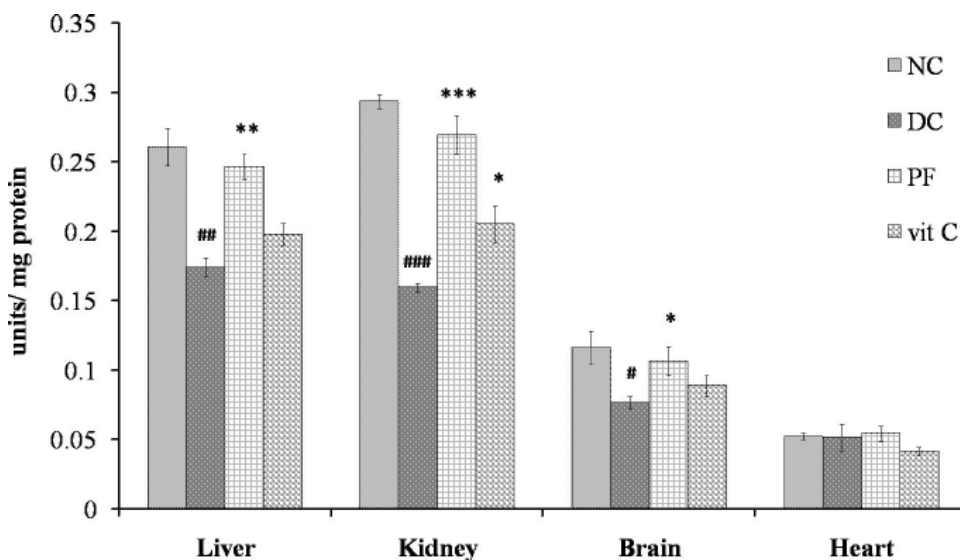 0.35
0.3
0.25
0.2
0.15
0.1
0.05
0
units/ mg protein
##
**
###
***
*
#
*
NC
DC
PF
vit C
Liver Kidney Brain Heart